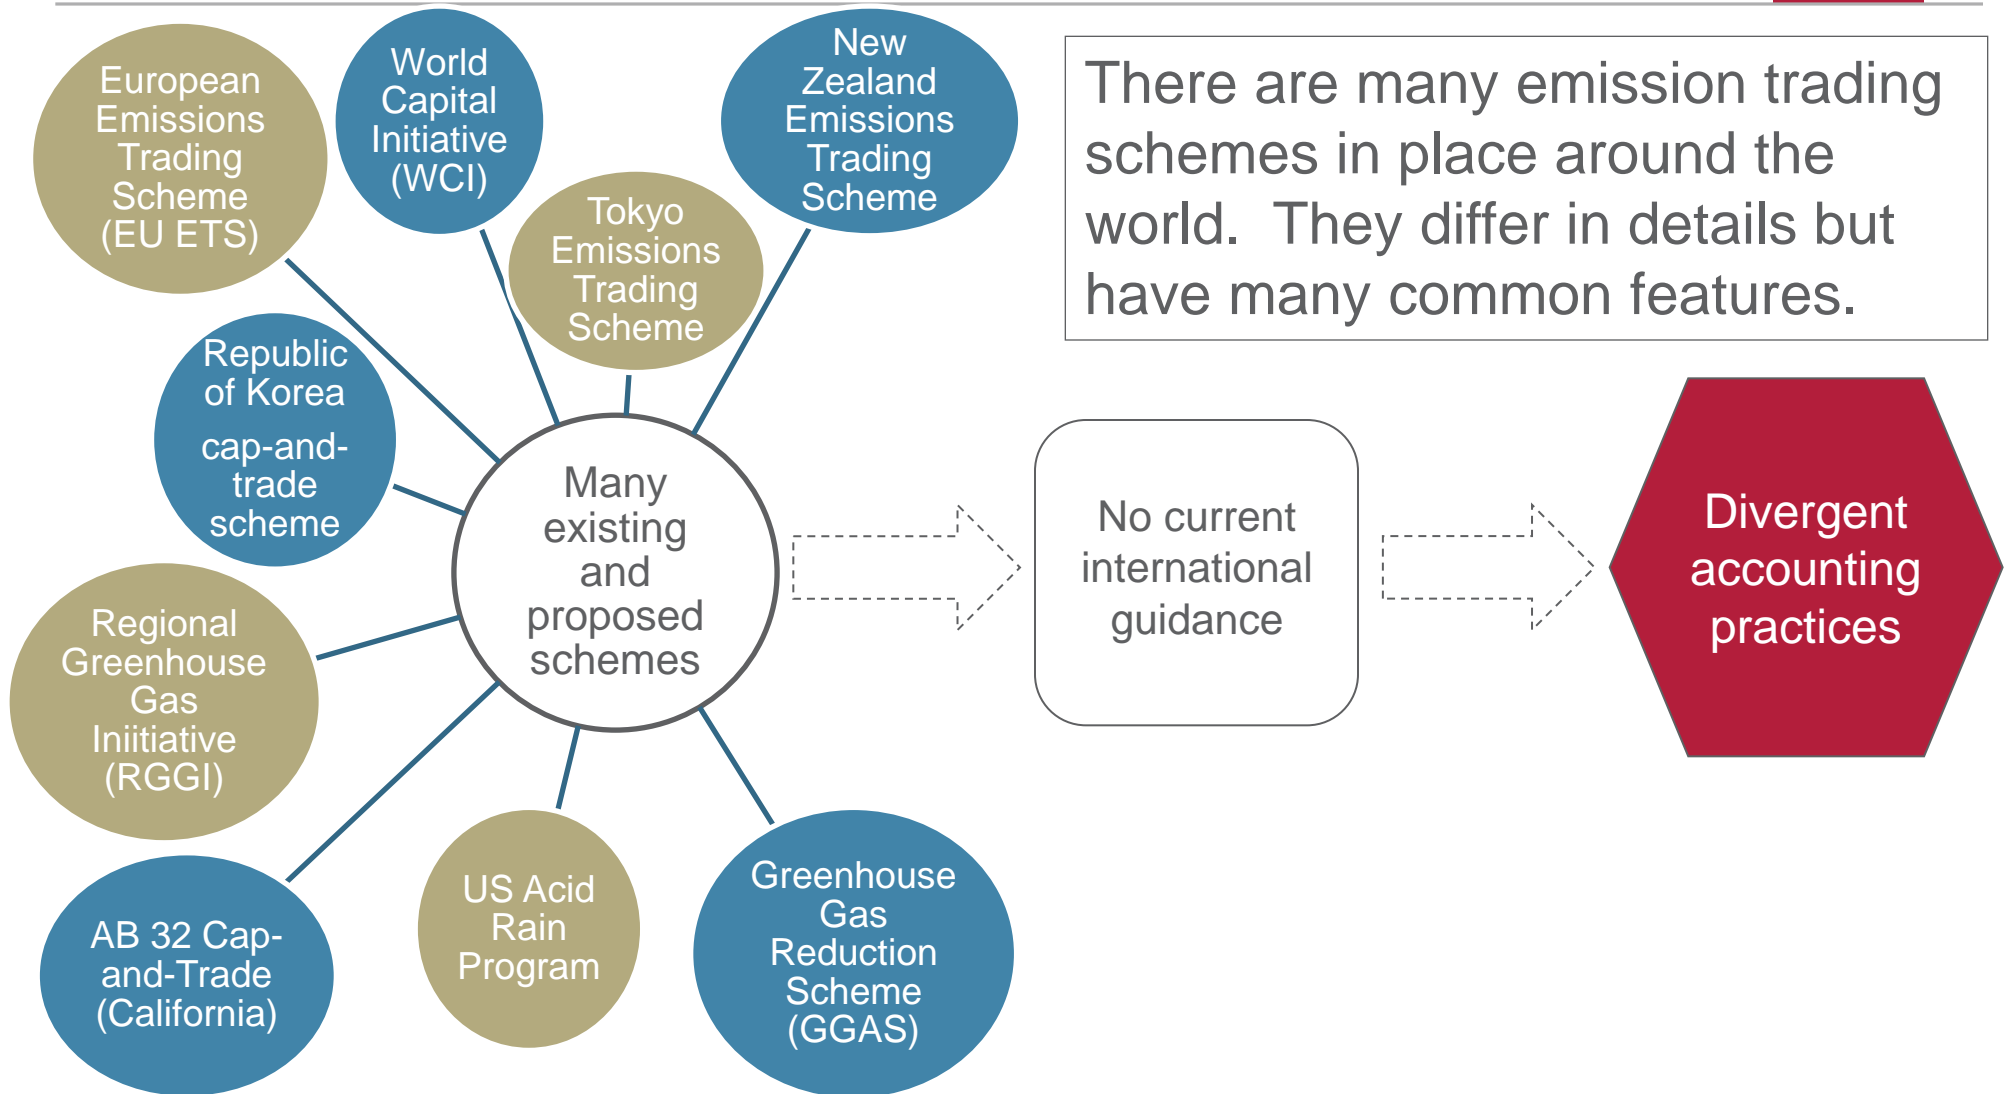 European
Emissions
Trading
Scheme
(EU ETS)
World
Capital
Initiative
(WCI)
Tokyo
Emissions
Trading
Scheme
New
Zealand
Emissions
Trading
Scheme
There are many emission trading
schemes in place around the
world.  They differ in details but
have many common features.
Republic
of Korea
cap-and-
trade
scheme
Many
existing
and
proposed
schemes
No current
international
guidance
Divergent
accounting
practices
Regional
Greenhouse
Gas
Iniitiative
(RGGI)
AB 32 Cap-
and-Trade
(California)
US Acid
Rain
Program
Greenhouse
Gas
Reduction
Scheme
(GGAS)